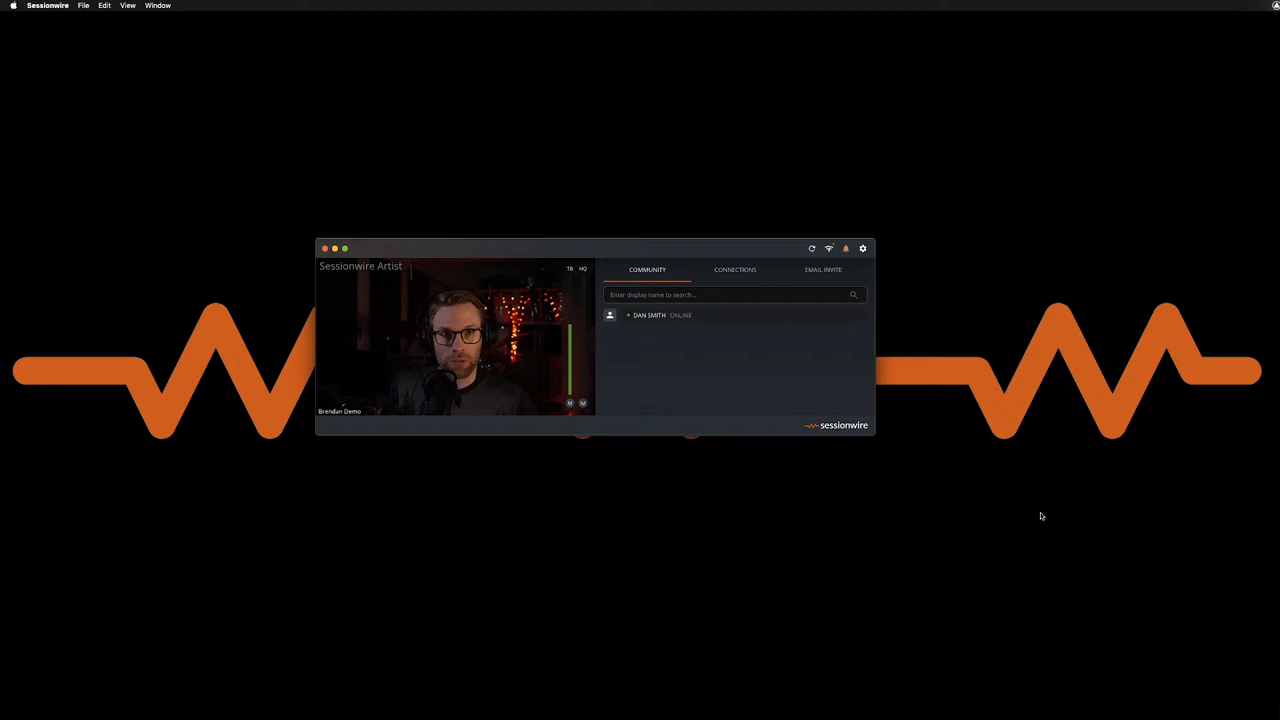 Sessionwire File Edit View Window
Sessionwire Artist
TB HQ
COMMUNITY CONNECTIONS EMAIL INVITE
Enter display name to search...
DAN SMITH ONLINE
M M
Brendan Demo
sessionwire